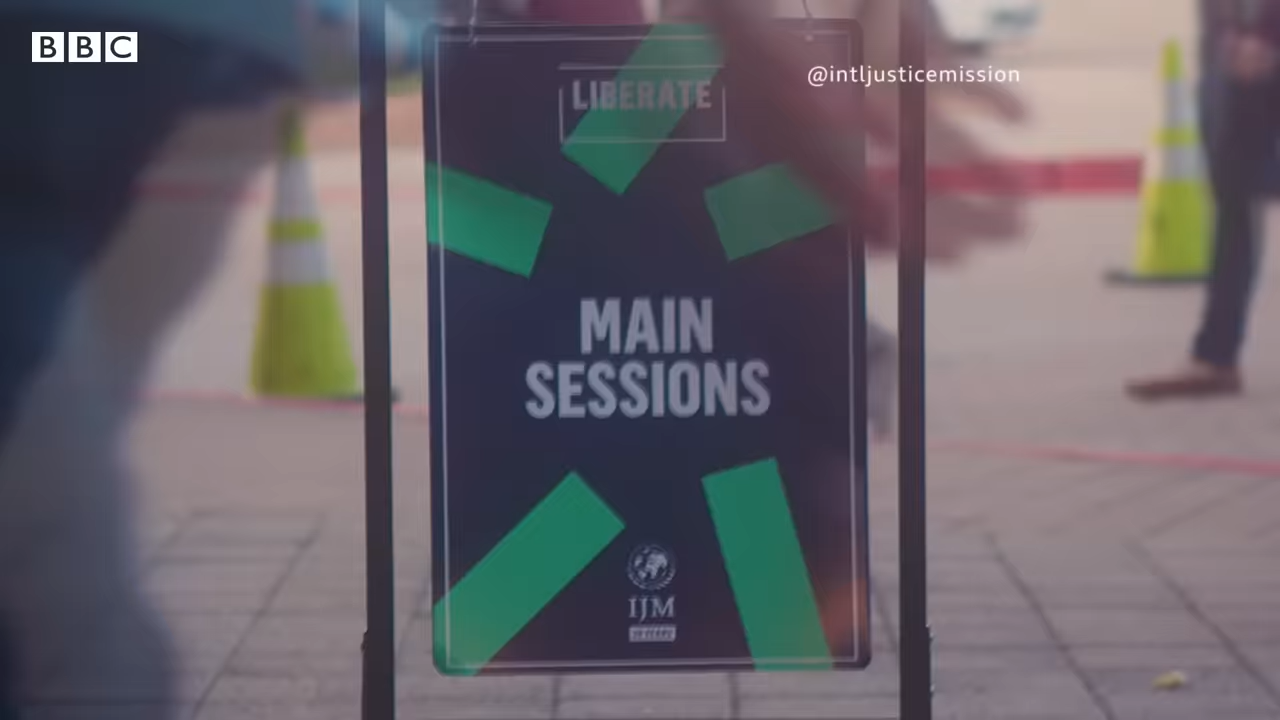 BBC
@intljusticemission
LIBERATE
MAIN
SESSIONS
IJM